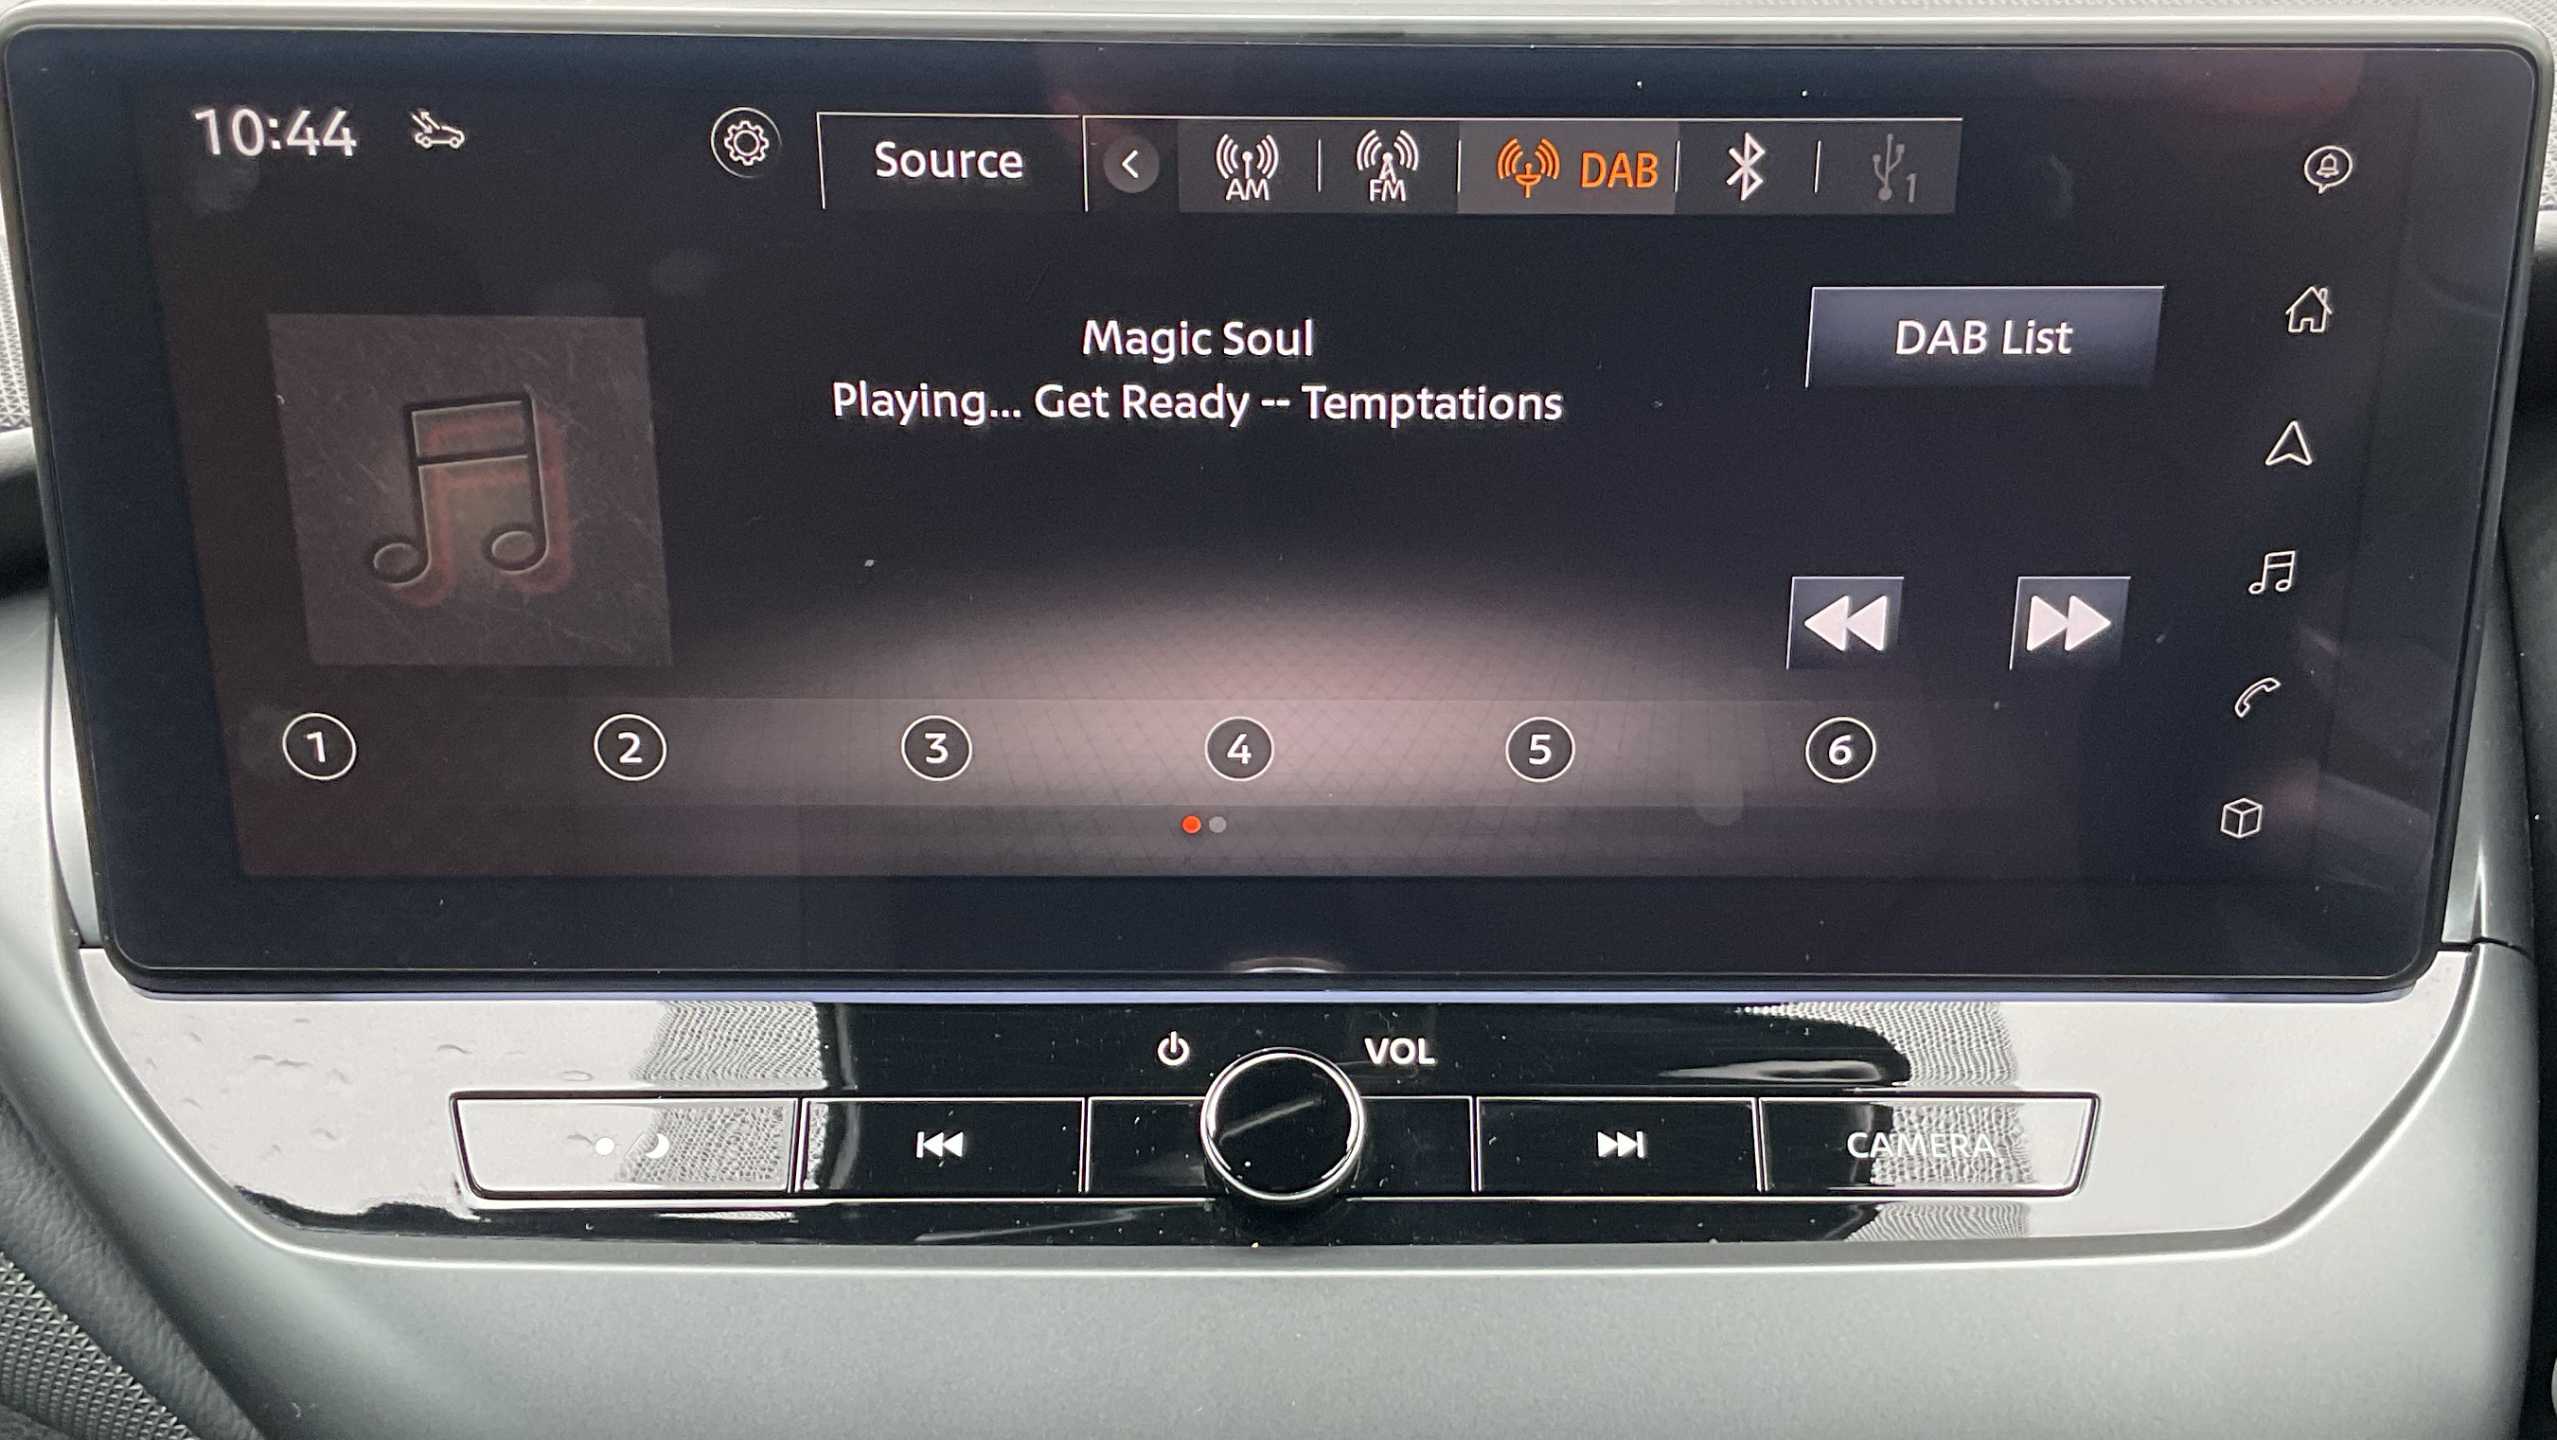 10:44
Source
AM
FM
DAB
1
Magic Soul
DAB List
Playing... Get Ready -- Temptations
1 2 3 4 5 6
VOL
CAMERA